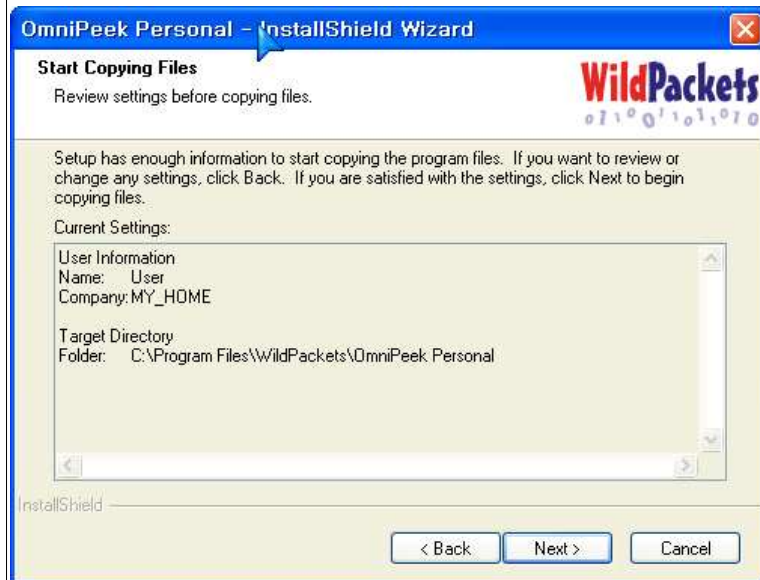 OmniPeek Personal - InstallShield Wizard
Start Copying Files
Review settings before copying files.
WildPackets
Setup has enough information to start copying the program files. If you want to review or
change any settings, click Back. If you are satisfied with the settings, click Next to begin
copying files.
Current Settings:
User Information
Name: User
Company: MY_HOME
Target Directory
Folder: C:\Program Files\WildPackets\OmniPeek Personal
InstallShield
< Back
Next >
Cancel